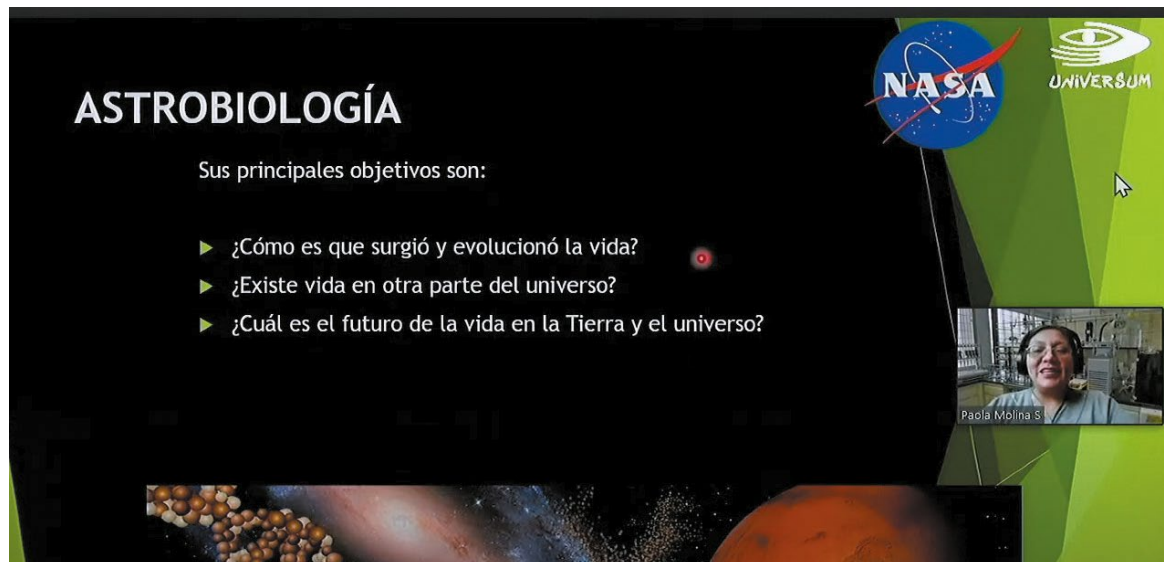 NASA
UNiVERSUM
ASTROBIOLOGÍA
Sus principales objetivos son:
¿Cómo es que surgió y evolucionó la vida?
¿Existe vida en otra parte del universo?
¿Cuál es el futuro de la vida en la Tierra y el universo?
Paola Molina S